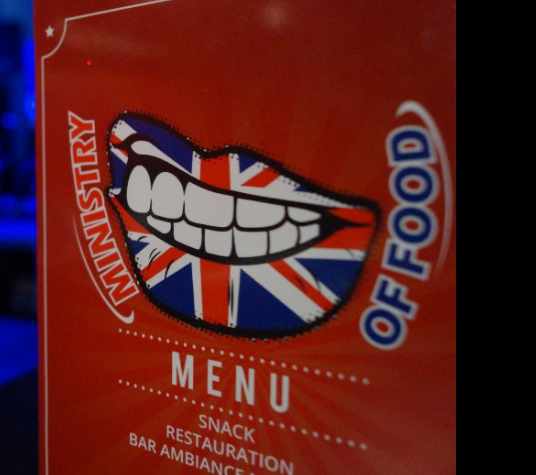 MINISTRY
OF FOOD
MENU
SNACK
RESTAURATION
BAR AMBIANCE